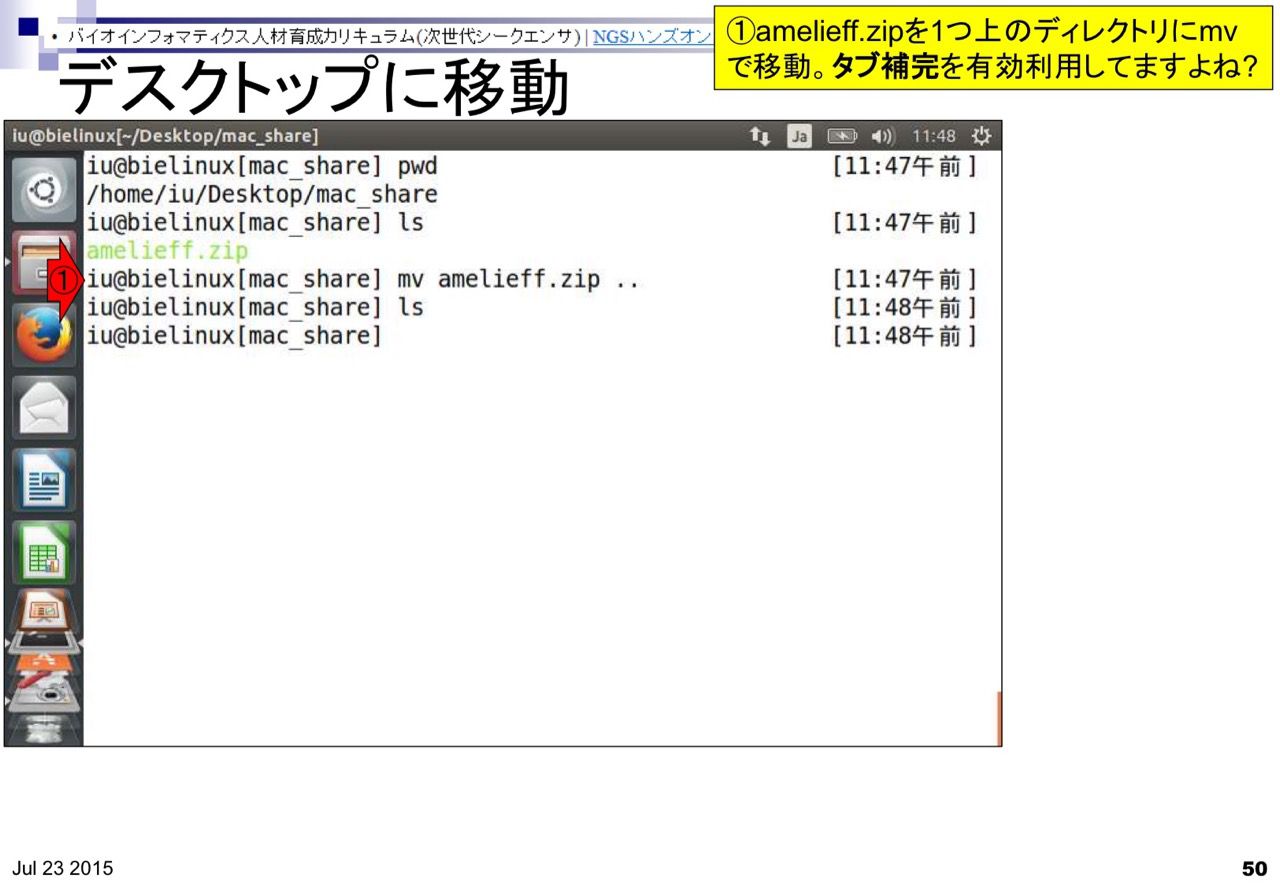 • バイオインフォマティクス人材育成カリキュラム(次世代シークエンサ) | NGSハンズオン
①amelieff.zipを1つ上のディレクトリにmv
で移動。タブ補完を有効利用してますよね?
デスクトップに移動
iu@bielinux[~/Desktop/mac_share] Ja 11:48
iu@bielinux[mac_share] pwd [11:47午前]
/home/iu/Desktop/mac_share
iu@bielinux[mac_share] ls [11:47午前]
amelieff.zip
①
iu@bielinux[mac_share] mv amelieff.zip .. [11:47午前]
iu@bielinux[mac_share] ls [11:48午前]
iu@bielinux[mac_share] [11:48午前]
Jul 23 2015
50